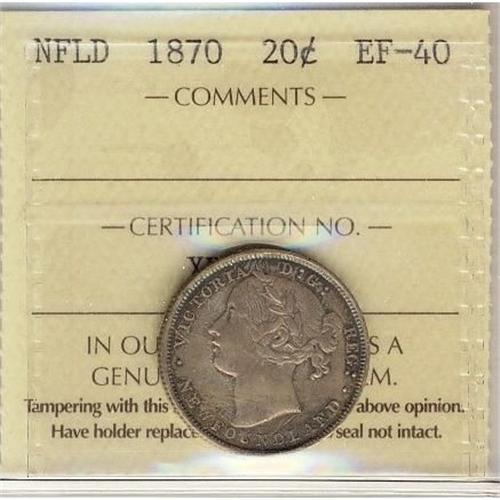 NFLD 1870 20¢ EF-40
— COMMENTS —
— CERTIFICATION NO. —
VICTORIA D:G: REG:
NEWFOUNDLAND
IN OU S A
GENU M.
Tampering with this above opinion.
Have holder replac seal not intact.